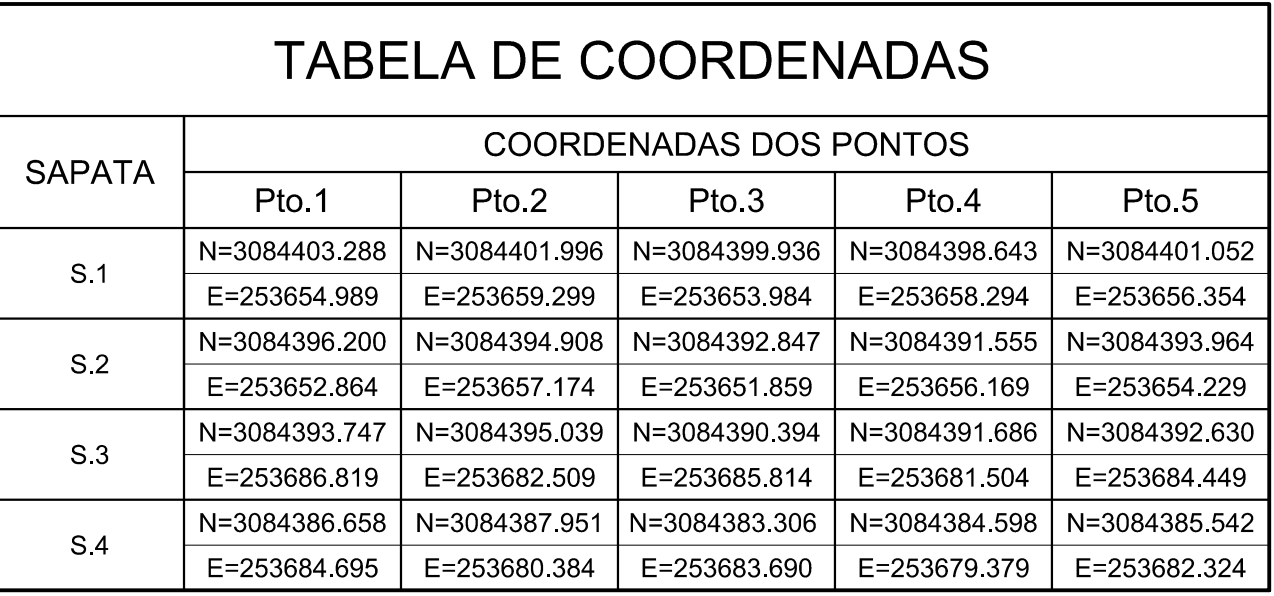 TABELA DE COORDENADAS
SAPATA
COORDENADAS DOS PONTOS
Pto.1 Pto.2 Pto.3 Pto.4 Pto.5
S.1
N=3084403.288 N=3084401.996 N=3084399.936 N=3084398.643 N=3084401.052
E=253654.989 E=253659.299 E=253653.984 E=253658.294 E=253656.354
S.2
N=3084396.200 N=3084394.908 N=3084392.847 N=3084391.555 N=3084393.964
E=253652.864 E=253657.174 E=253651.859 E=253656.169 E=253654.229
S.3
N=3084393.747 N=3084395.039 N=3084390.394 N=3084391.686 N=3084392.630
E=253686.819 E=253682.509 E=253685.814 E=253681.504 E=253684.449
S.4
N=3084386.658 N=3084387.951 N=3084383.306 N=3084384.598 N=3084385.542
E=253684.695 E=253680.384 E=253683.690 E=253679.379 E=253682.324